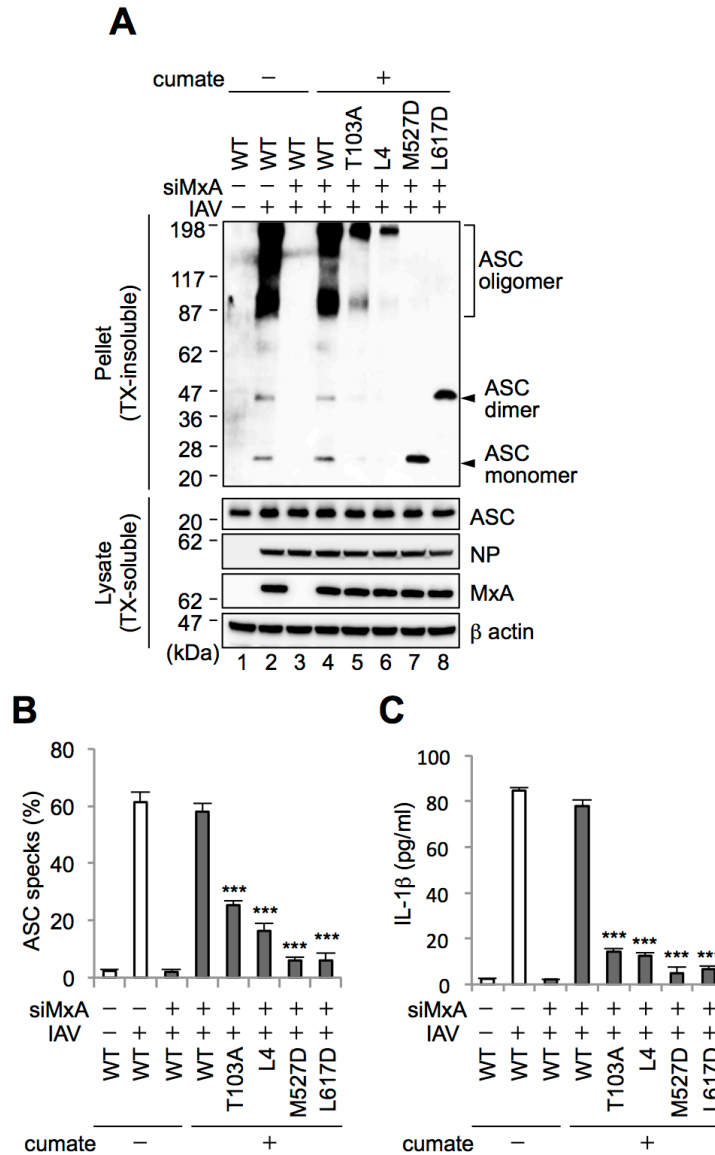 A
cumate − +
WT WT WT WT T103A L4 M527D L617D
siMxA − − + + + + + +
IAV − + + + + + + +
Pellet
(TX-insoluble)
198
117
87
62
47
36
28
20
ASC
oligomer
ASC
dimer
ASC
monomer
Lysate
(TX-soluble)
20 ASC
62 NP
62 MxA
47 β actin
(kDa) 1 2 3 4 5 6 7 8
B
ASC specks (%)
80
60
40
20
0
*** *** *** ***
siMxA − − + + + + + +
IAV − + + + + + + +
WT WT WT WT T103A L4 M527D L617D
cumate − +
C
IL-1β (pg/ml)
100
80
60
40
20
0
*** *** *** ***
siMxA − − + + + + + +
IAV − + + + + + + +
WT WT WT WT T103A L4 M527D L617D
cumate − +